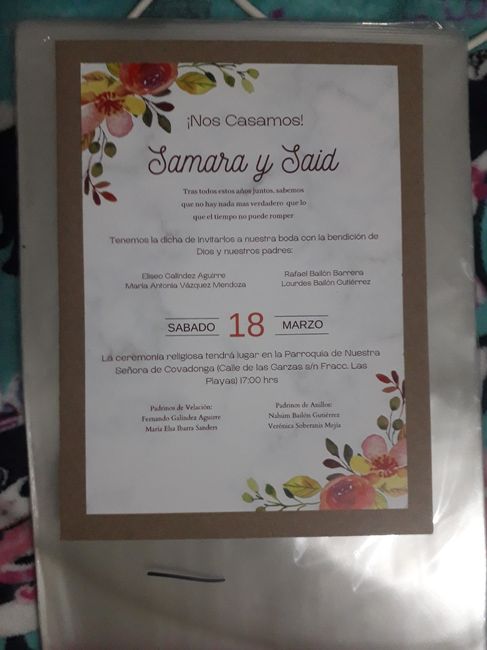 ¡Nos Casamos!
Samara y Said
Tras todos estos años juntos, sabemos
que no hay nada mas verdadero que lo
que el tiempo no puede romper
Tenemos la dicha de invitarlos a nuestra boda con la bendición de
Dios y nuestros padres:
Eliseo Galindez Aguirre
María Antonia Vázquez Mendoza
Rafael Bailón Barrera
Lourdes Bailón Gutiérrez
SABADO 18 MARZO
La ceremonia religiosa tendrá lugar en la Parroquia de Nuestra
Señora de Covadonga (Calle de las Garzas s/n Fracc. Las
Playas) 17:00 hrs
Padrinos de Velación:
Fernando Galindez Aguirre
María Elsa Ibarra Sanders
Padrinos de Anillos:
Nahúm Bailón Gutiérrez
Verónica Soberanis Mejía